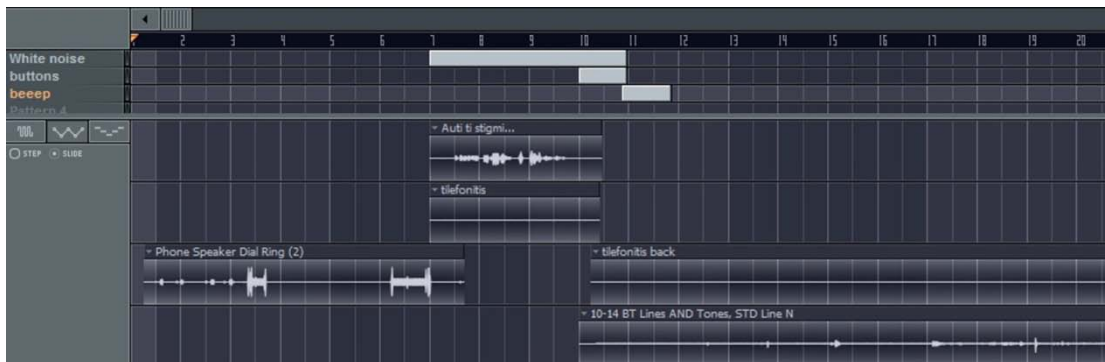 2 3 4 5 6 7 8 9 10 11 12 13 14 15 16 17 18 19 20
White noise
buttons
beeep
Pattern 4
Auti ti stigmi...
STEP SLIDE
tilefonitis
Phone Speaker Dial Ring (2)
tilefonitis back
10-14 BT Lines AND Tones, STD Line N